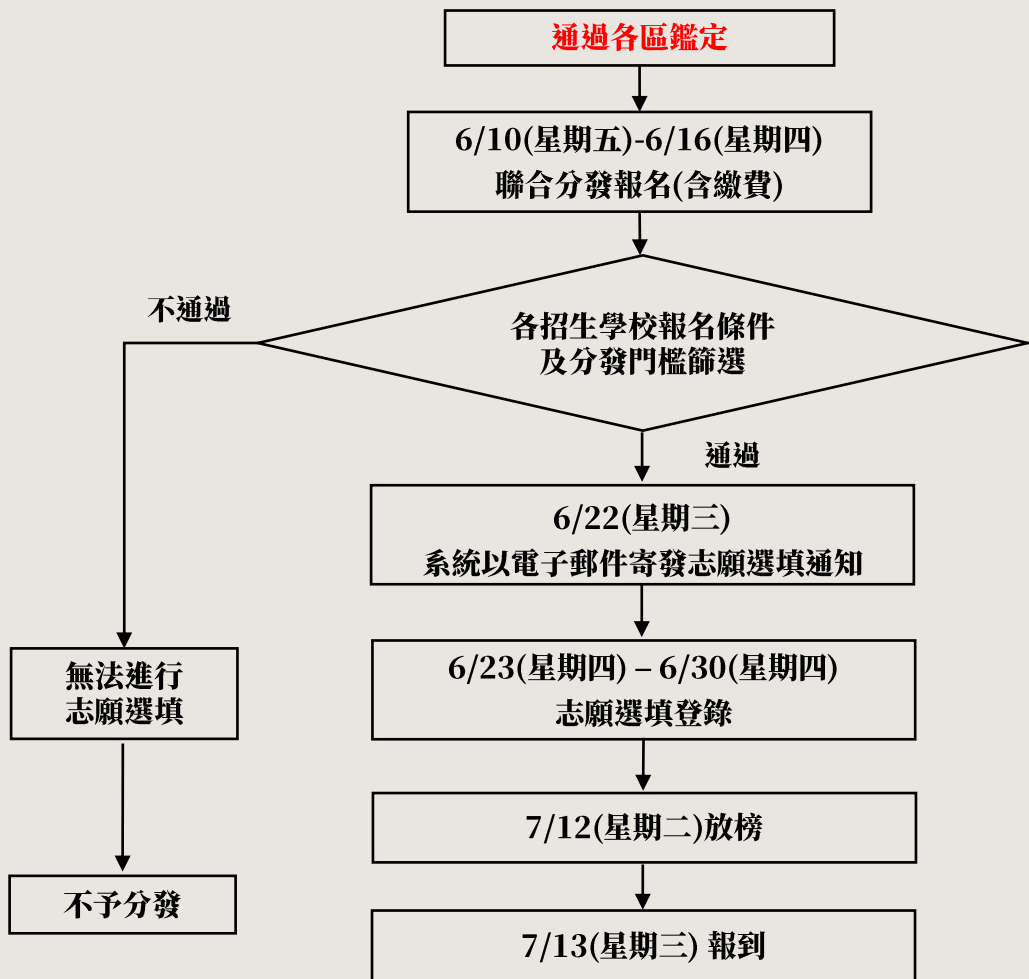 通過各區鑑定
6/10(星期五)-6/16(星期四)
聯合分發報名(含繳費)
不通過
各招生學校報名條件
及分發門檻篩選
通過
6/22(星期三)
系統以電子郵件寄發志願選填通知
6/23(星期四) – 6/30(星期四)
志願選填登錄
無法進行
志願選填
7/12(星期二)放榜
不予分發
7/13(星期三) 報到